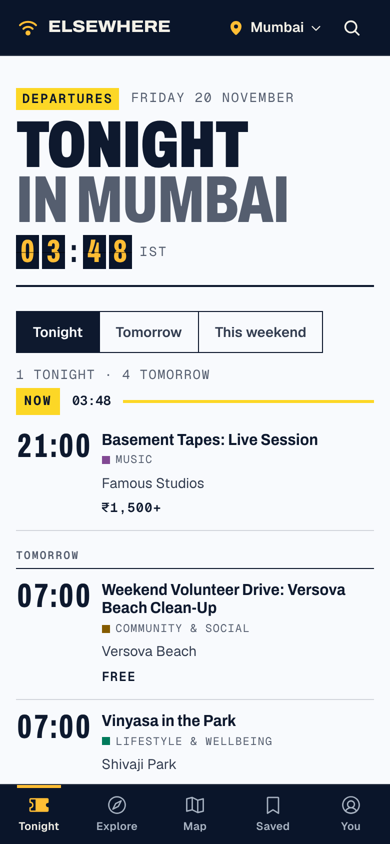 ELSEWHERE
Mumbai
DEPARTURES FRIDAY 20 NOVEMBER
TONIGHT
IN MUMBAI
03:48 IST
Tonight Tomorrow This weekend
1 TONIGHT · 4 TOMORROW
NOW 03:48
21:00 Basement Tapes: Live Session
MUSIC
Famous Studios
₹1,500+
TOMORROW
07:00 Weekend Volunteer Drive: Versova
Beach Clean-Up
COMMUNITY & SOCIAL
Versova Beach
FREE
07:00 Vinyasa in the Park
LIFESTYLE & WELLBEING
Shivaji Park
Tonight Explore Map Saved You